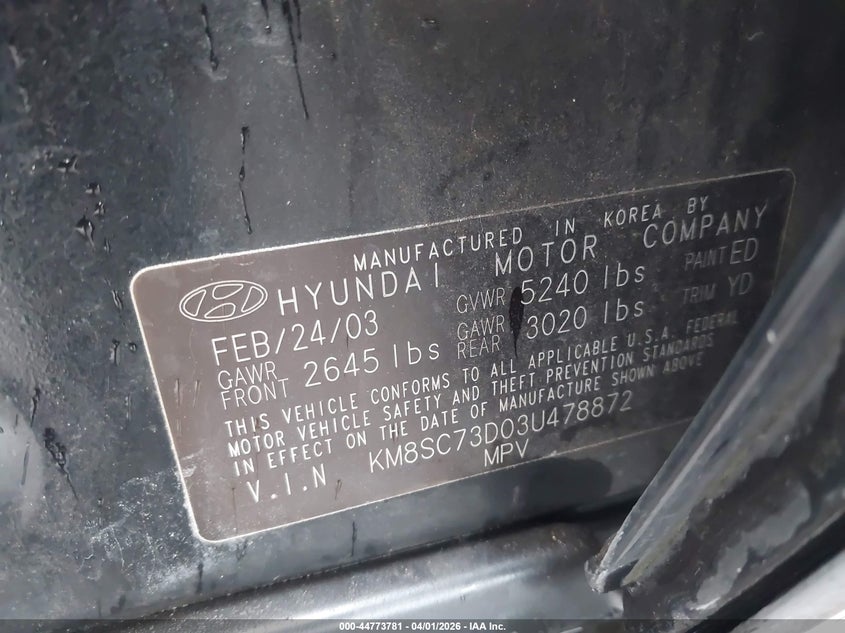 MANUFACTURED IN KOREA BY
HYUNDAI MOTOR COMPANY
FEB/24/03 GVWR 5240 lbs PAINT ED
GAWR FRONT 2645 lbs GAWR REAR 3020 lbs TRIM YD
THIS VEHICLE CONFORMS TO ALL APPLICABLE U.S.A. FEDERAL
MOTOR VEHICLE SAFETY AND THEFT PREVENTION STANDARDS
IN EFFECT ON THE DATE OF MANUFACTURE SHOWN ABOVE
V.I.N KM8SC73D03U478872
MPV
000-44773781 - 04/01/2026 - IAA Inc.